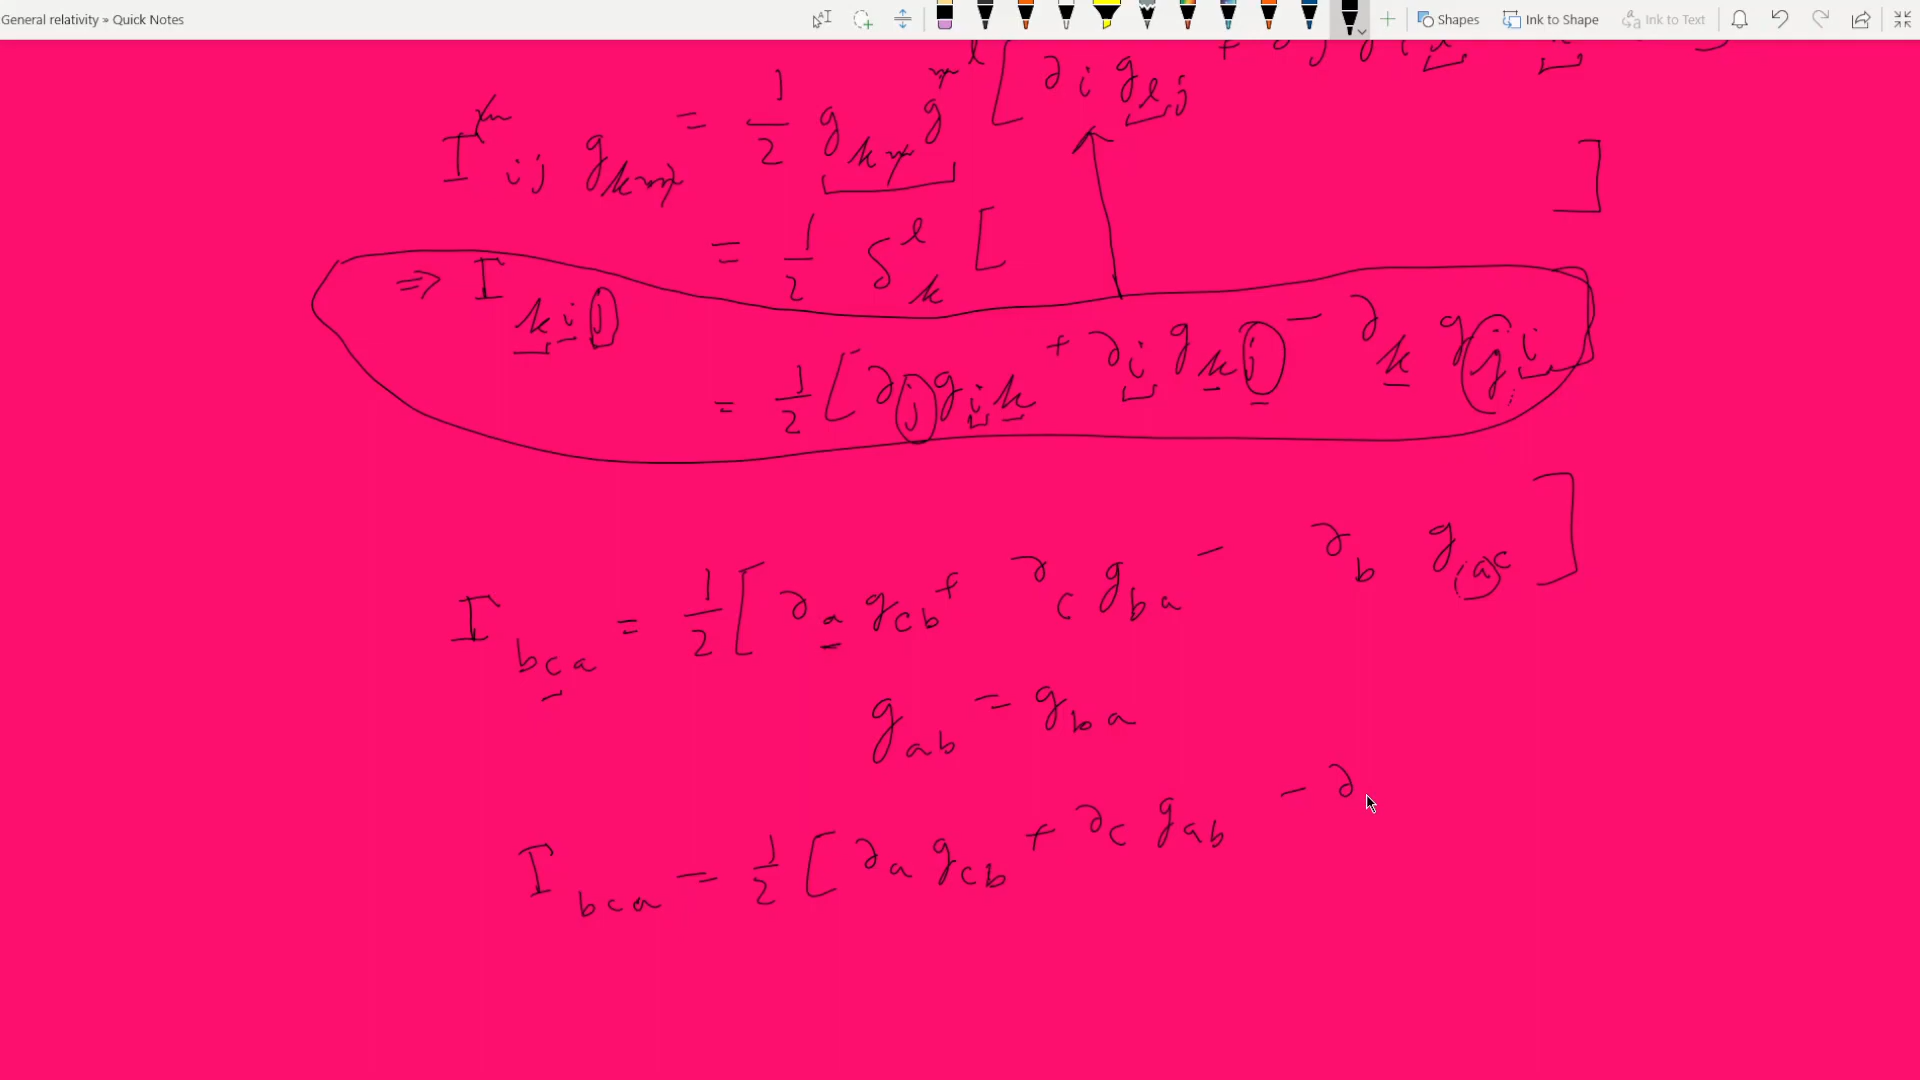 General relativity » Quick Notes
Shapes Ink to Shape Ink to Text
Γ^m_{ij} g_{km} = 1/2 g_{km} g^{ml} [ ∂_i g_{lj} +
= 1/2 δ^l_k [ ]
⇒ Γ_{kij}
= 1/2 [ ∂_j g_{ik} + ∂_i g_{kj} − ∂_k g_{ji} ]
Γ_{bca} = 1/2 [ ∂_a g_{cb} + ∂_c g_{ba} − ∂_b g_{ac} ]
g_{ab} = g_{ba}
Γ_{bca} = 1/2 [ ∂_a g_{cb} + ∂_c g_{ab} − ∂